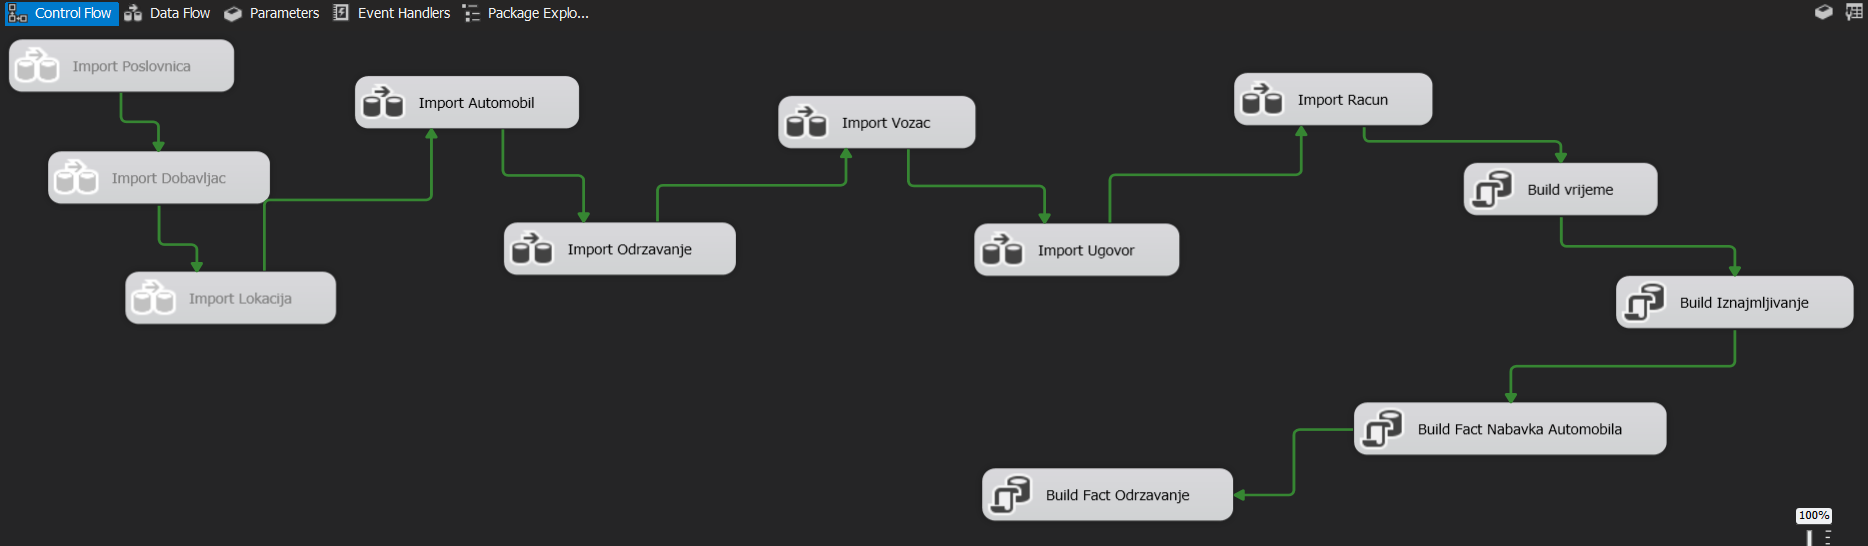 Control Flow
Data Flow
Parameters
Event Handlers
Package Explo...
Import Poslovnica
Import Dobavljac
Import Lokacija
Import Automobil
Import Odrzavanje
Import Vozac
Import Ugovor
Import Racun
Build vrijeme
Build Iznajmljivanje
Build Fact Nabavka Automobila
Build Fact Odrzavanje
100%